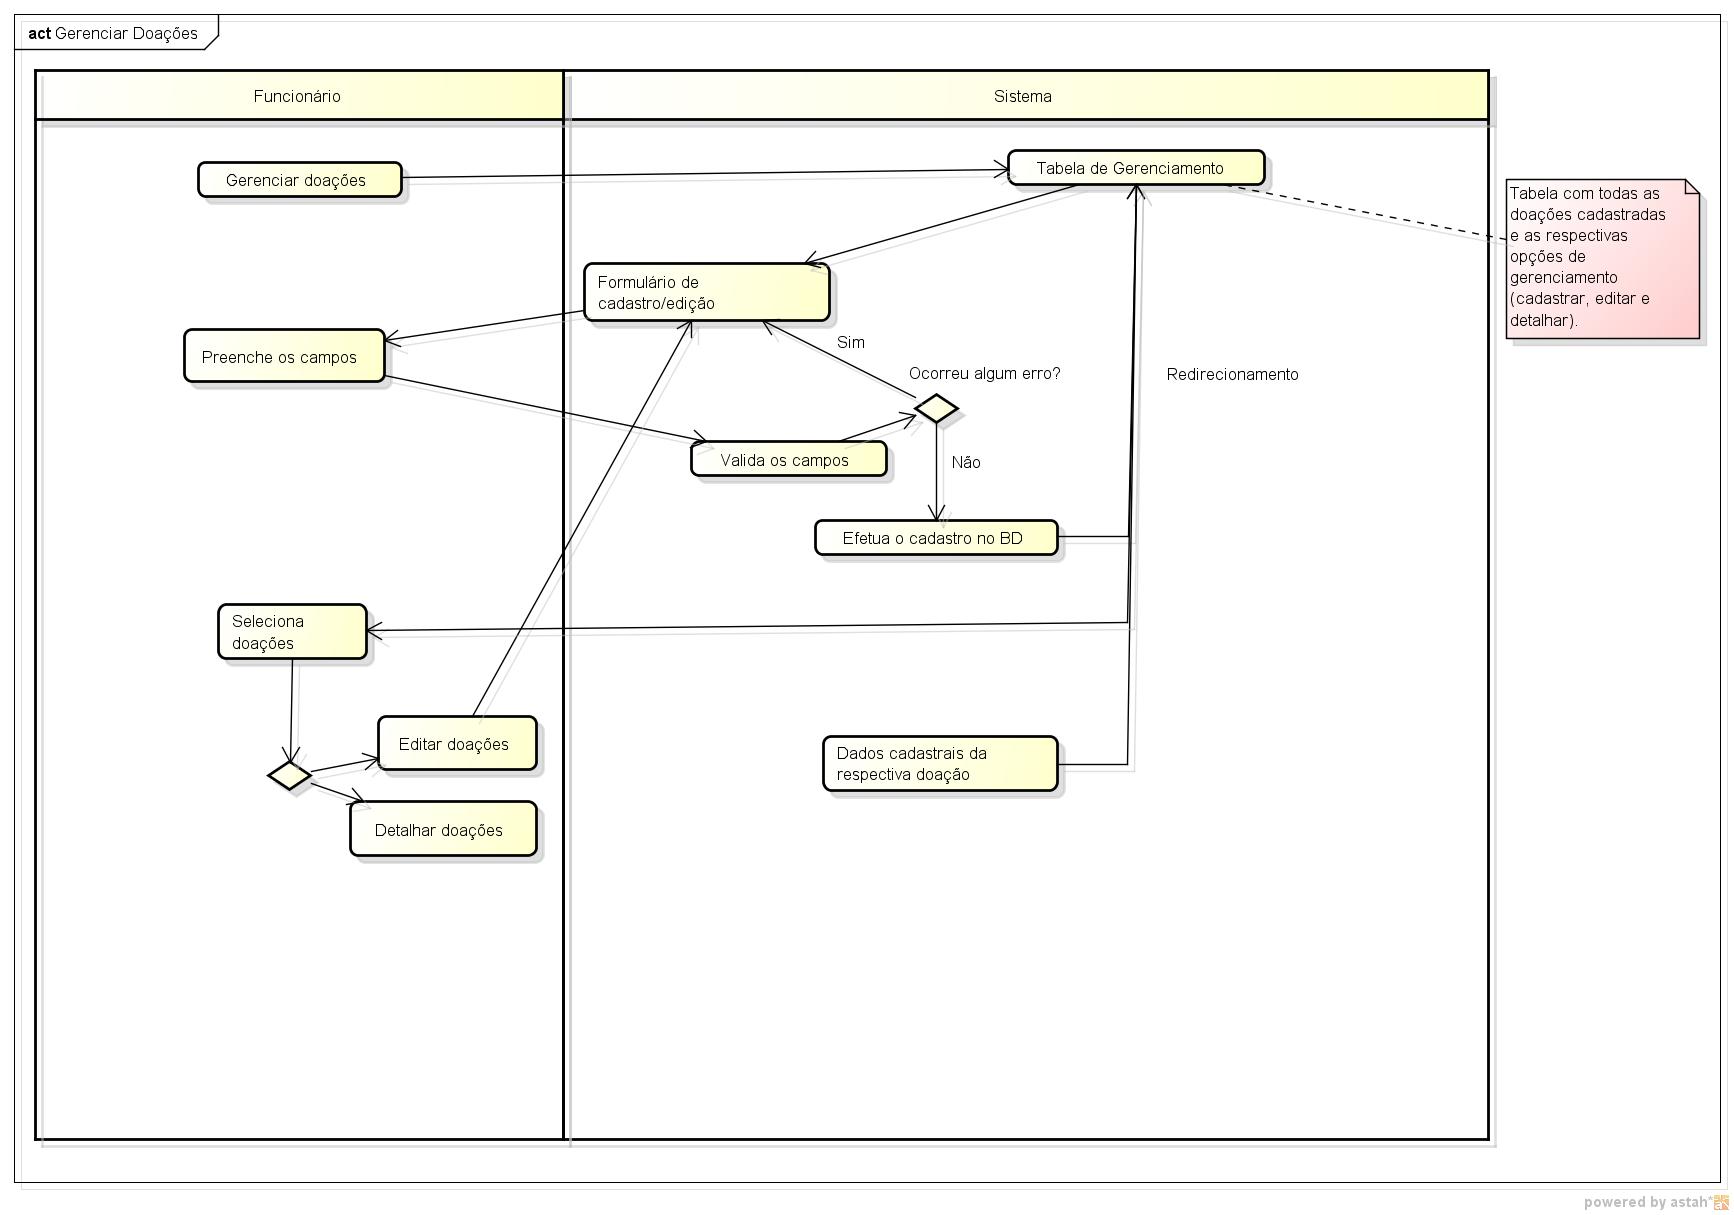 act Gerenciar Doações
Funcionário
Sistema
Gerenciar doações
Tabela de Gerenciamento
Tabela com todas as
doações cadastradas
e as respectivas
opções de
gerenciamento
(cadastrar, editar e
detalhar).
Formulário de
cadastro/edição
Preenche os campos
Sim
Ocorreu algum erro?
Redirecionamento
Valida os campos
Não
Efetua o cadastro no BD
Seleciona
doações
Editar doações
Dados cadastrais da
respectiva doação
Detalhar doações
powered by astah*